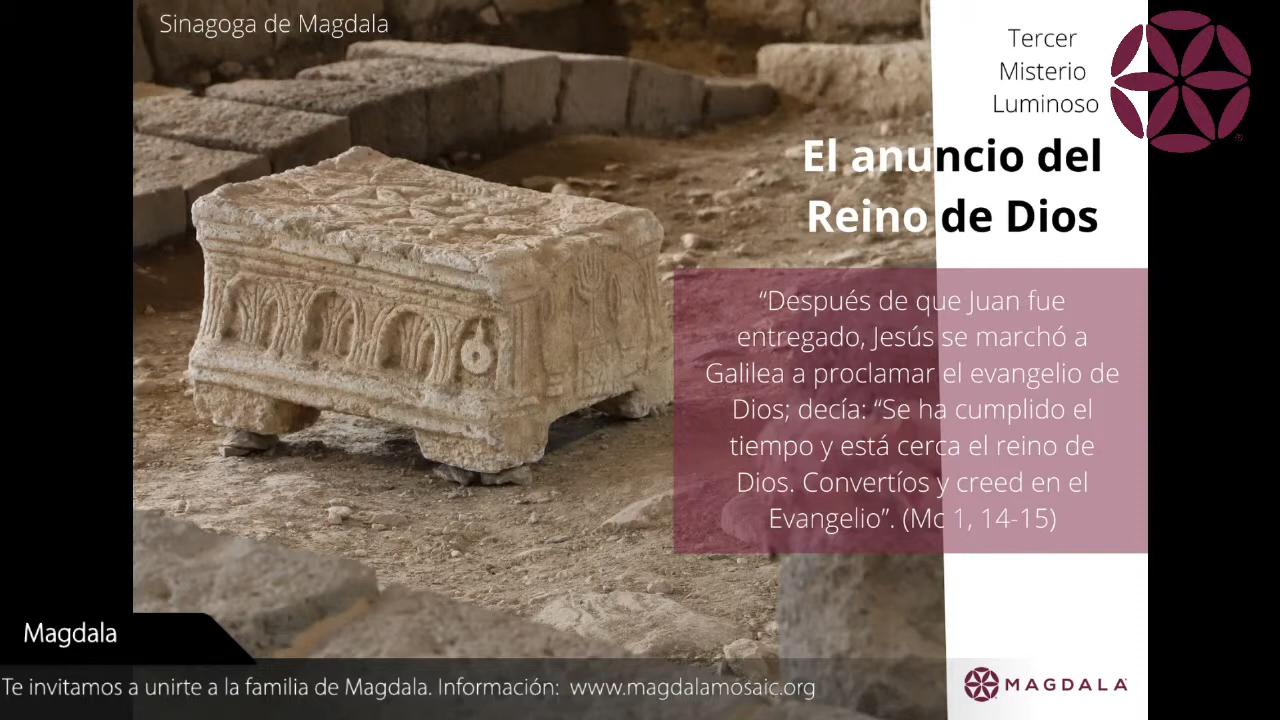 Sinagoga de Magdala
Tercer
Misterio
Luminoso
El anuncio del
Reino de Dios
“Después de que Juan fue
entregado, Jesús se marchó a
Galilea a proclamar el evangelio de
Dios; decía: “Se ha cumplido el
tiempo y está cerca el reino de
Dios. Convertíos y creed en el
Evangelio”. (Mc 1, 14-15)
Magdala
Te invitamos a unirte a la familia de Magdala. Información: www.magdalamosaic.org
MAGDALA